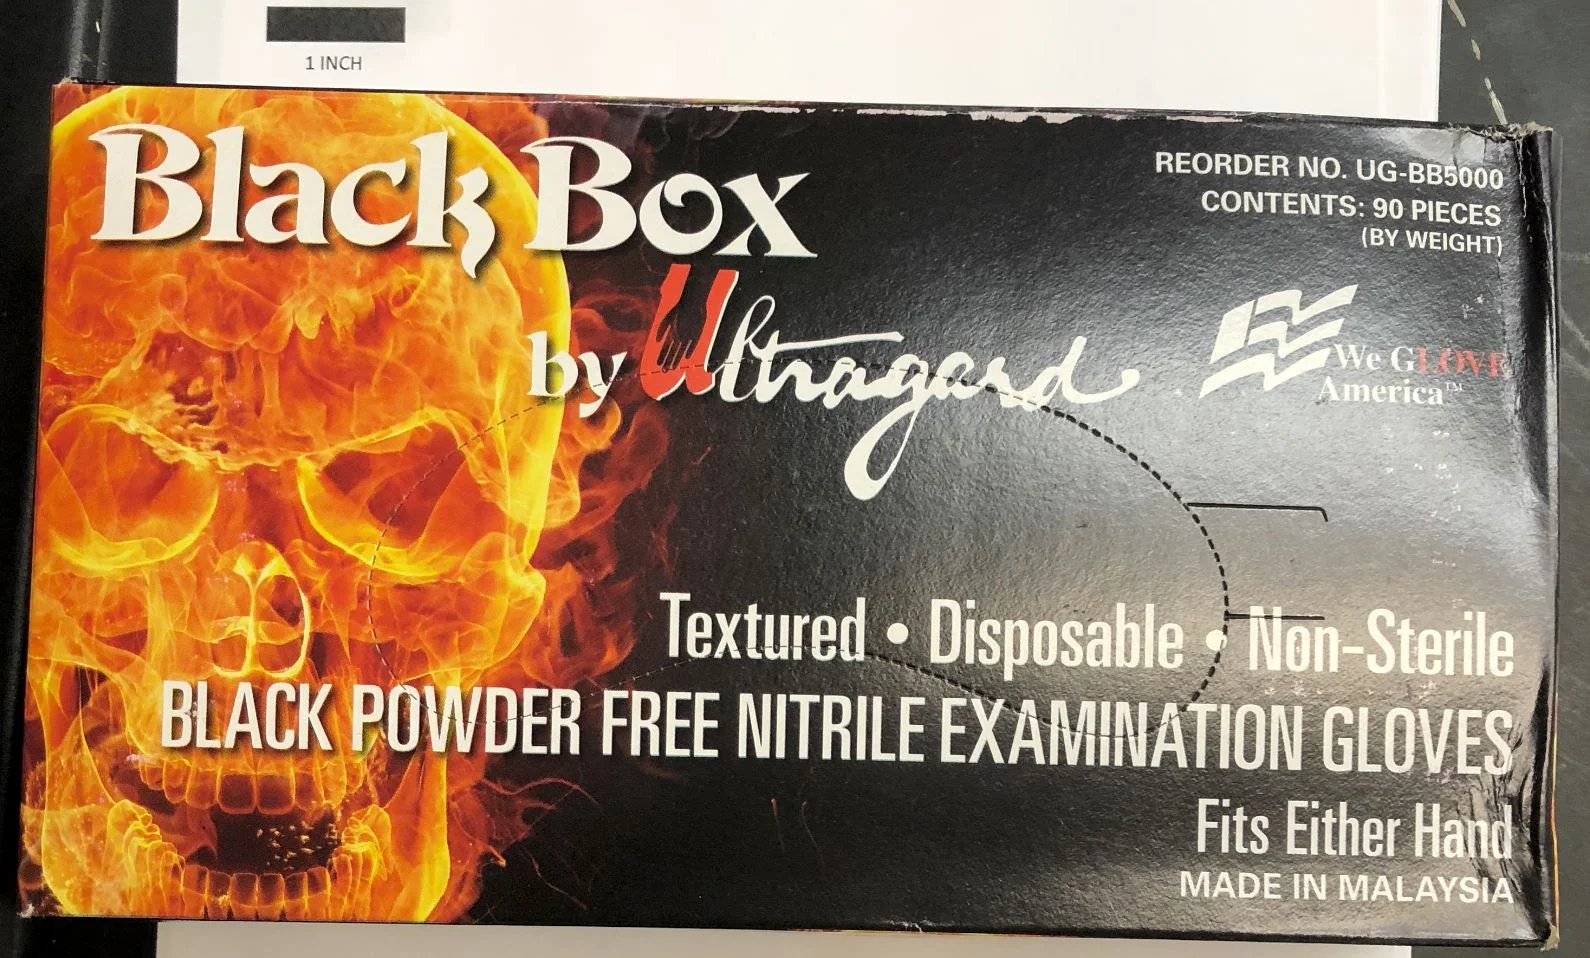 1 INCH
Black Box
by Ultragard
REORDER NO. UG-BB5000
CONTENTS: 90 PIECES
(BY WEIGHT)
We GLOVE
America™
Textured • Disposable • Non-Sterile
BLACK POWDER FREE NITRILE EXAMINATION GLOVES
Fits Either Hand
MADE IN MALAYSIA